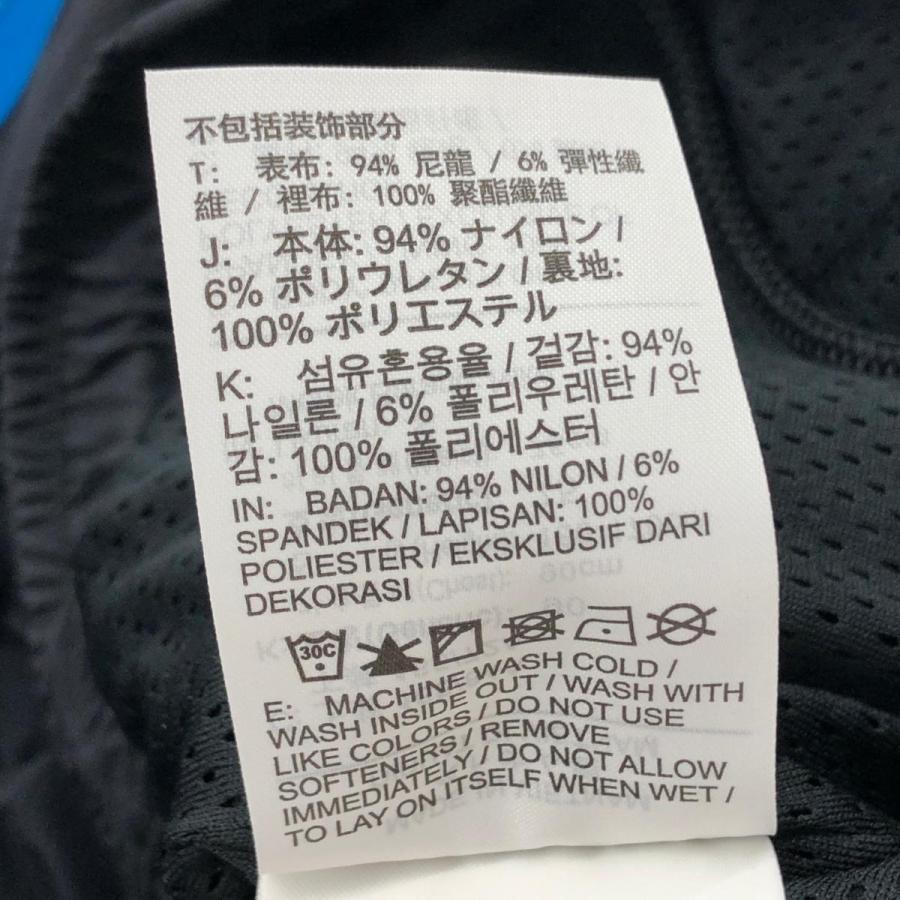 不包括装饰部分
T: 表布: 94% 尼龍 / 6% 彈性纖
維 / 裡布: 100% 聚酯纖維
J: 本体: 94% ナイロン /
6% ポリウレタン / 裏地:
100% ポリエステル
K: 섬유혼용율 / 겉감: 94%
나일론 / 6% 폴리우레탄 / 안
감: 100% 폴리에스터
IN: BADAN: 94% NILON / 6%
SPANDEK / LAPISAN: 100%
POLIESTER / EKSKLUSIF DARI
DEKORASI
30C
E: MACHINE WASH COLD /
WASH INSIDE OUT / WASH WITH
LIKE COLORS / DO NOT USE
SOFTENERS / REMOVE
IMMEDIATELY / DO NOT ALLOW
TO LAY ON ITSELF WHEN WET /